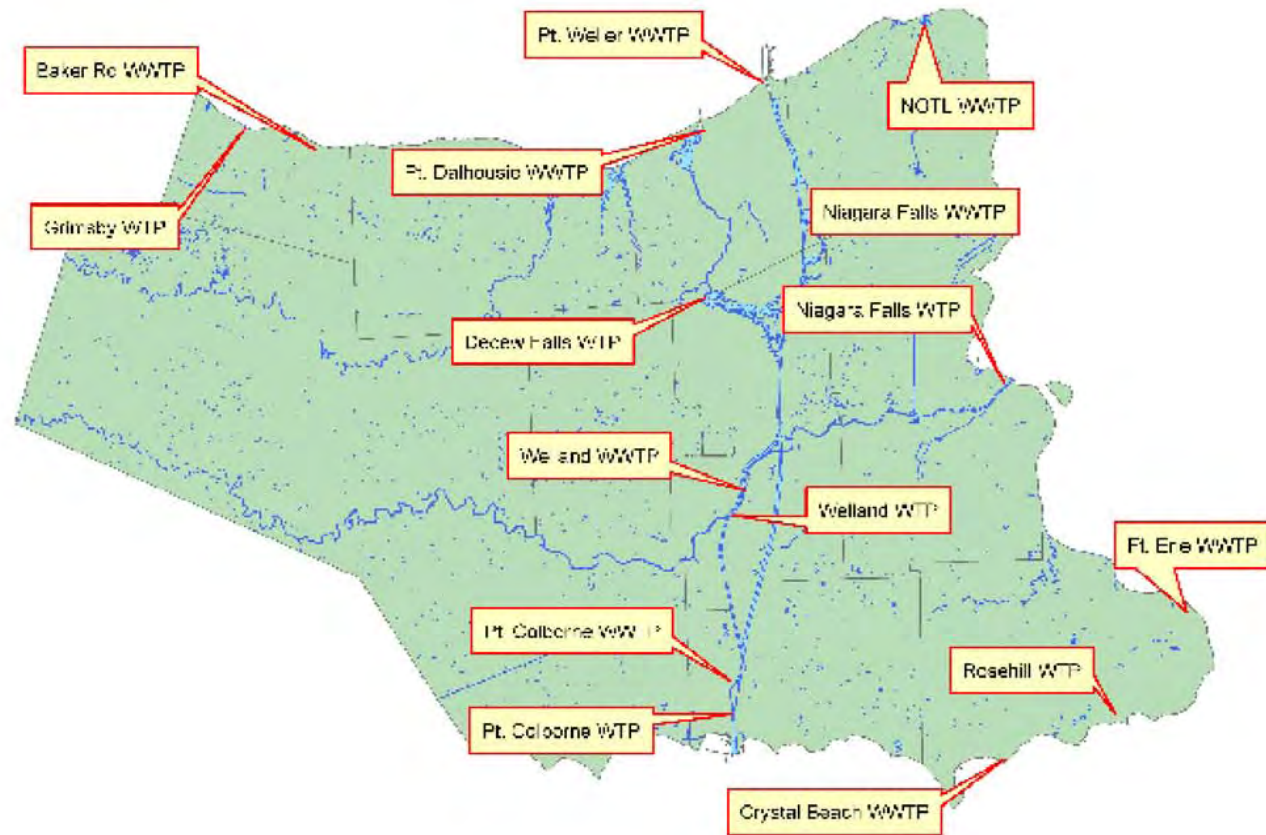 Pt. Weller WWTP
Baker Rd WWTP
NOTL WWTP
Pt. Dalhousie WWTP
Niagara Falls WWTP
Grimsby WTP
Niagara Falls WTP
Decew Falls WTP
Welland WWTP
Welland WTP
Ft. Erie WWTP
Pt. Colborne WWTP
Rosehill WTP
Pt. Colborne WTP
Crystal Beach WWTP